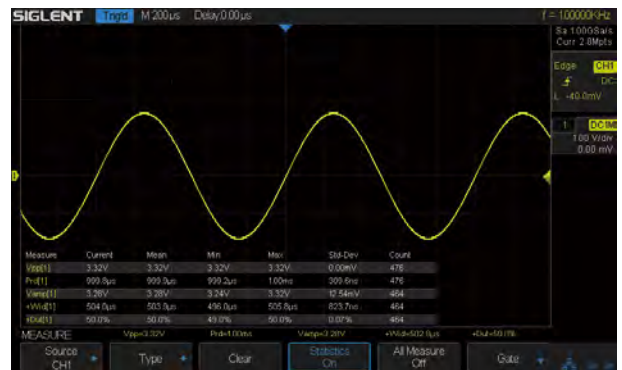 SIGLENT Trig'd M 200μs Delay:0.00μs f = 1.00000KHz
Sa 1.00GSa/s
Curr 2.8Mpts
Edge CH1
DC
L -40.0mV
1 DC1M
1.00 V/div
0.00 mV
Measure Current Mean Min Max Std-Dev Count
Vpp[1] 3.32V 3.32V 3.32V 3.32V 0.00mV 476
Prd[1] 999.8μs 999.9μs 999.2μs 1.00ms 309.6ns 476
Vamp[1] 3.28V 3.28V 3.24V 3.32V 12.54mV 464
+Wid[1] 504.0μs 503.9μs 496.0μs 505.8μs 823.7ns 464
+Dut[1] 50.0% 50.0% 49.0% 50.0% 0.07% 464
MEASURE Vpp=3.32V Prd=1.00ms Vamp=3.28V +Wid=502.0μs +Dut=50.0%
Source CH1
Type
Clear
Statistics On
All Measure Off
Gate